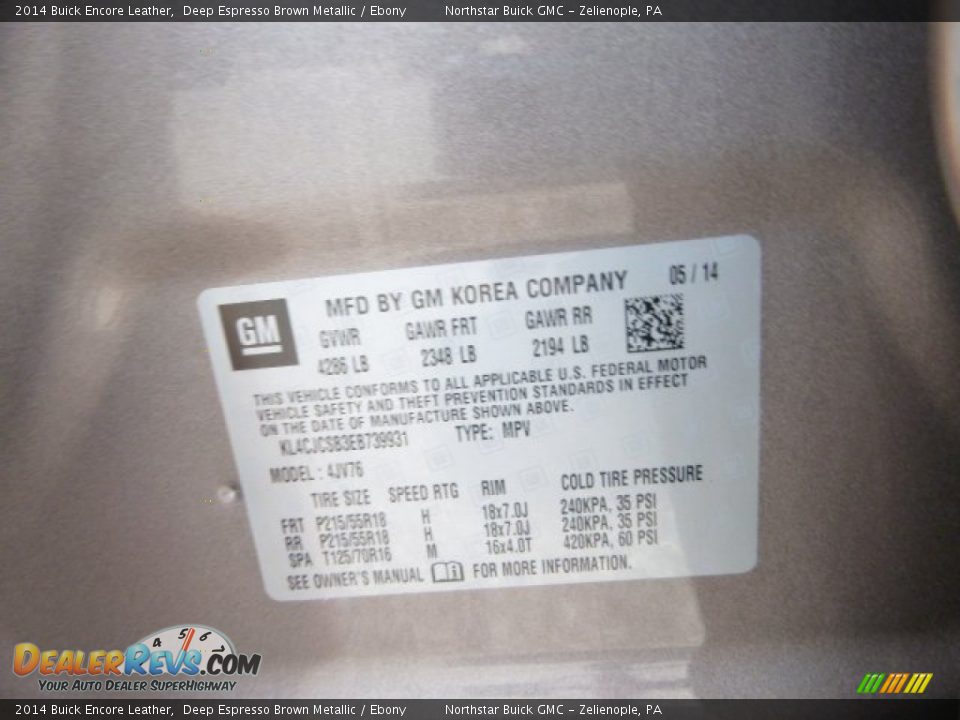 2014 Buick Encore Leather, Deep Espresso Brown Metallic / Ebony Northstar Buick GMC - Zelienople, PA
GM
MFD BY GM KOREA COMPANY 05 / 14
GVWR GAWR FRT GAWR RR
4286 LB 2348 LB 2194 LB
THIS VEHICLE CONFORMS TO ALL APPLICABLE U.S. FEDERAL MOTOR
VEHICLE SAFETY AND THEFT PREVENTION STANDARDS IN EFFECT
ON THE DATE OF MANUFACTURE SHOWN ABOVE.
KL4CJCSB3EB739931 TYPE: MPV
MODEL : 4JV76
TIRE SIZE SPEED RTG RIM COLD TIRE PRESSURE
FRT P215/55R18 H 18x7.0J 240KPA, 35 PSI
RR P215/55R18 H 18x7.0J 240KPA, 35 PSI
SPA T125/70R16 M 16x4.0T 420KPA, 60 PSI
SEE OWNER'S MANUAL FOR MORE INFORMATION.
4 5 6 7
DEALERREVS.COM
YOUR AUTO DEALER SUPERHIGHWAY
2014 Buick Encore Leather, Deep Espresso Brown Metallic / Ebony Northstar Buick GMC - Zelienople, PA